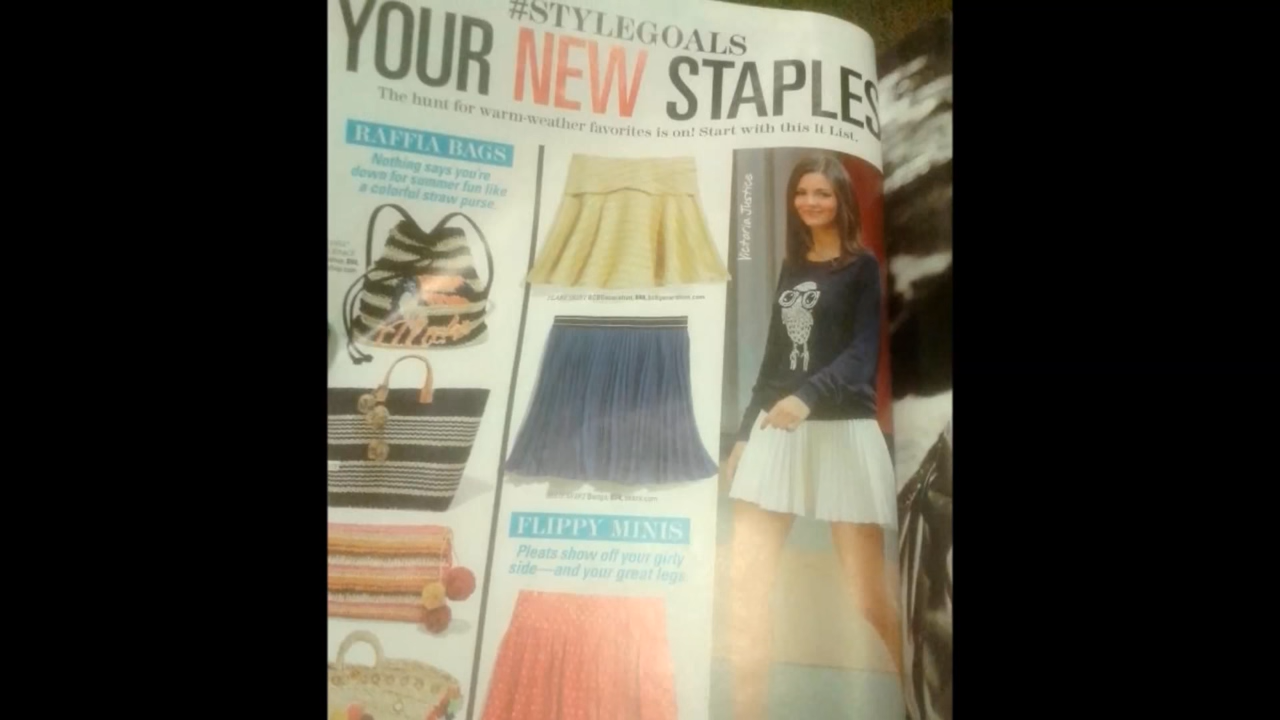 #STYLEGOALS
YOUR NEW STAPLES
The hunt for warm-weather favorites is on! Start with this It List.
RAFFIA BAGS
Nothing says you're
down for summer fun like
a colorful straw purse.
Victoria Justice
FLIPPY MINIS
Pleats show off your girly
side—and your great legs